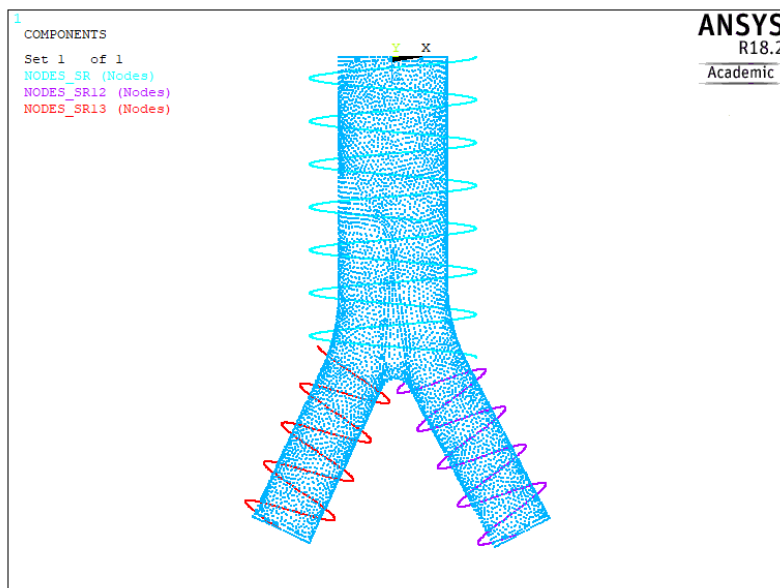 1
COMPONENTS
Set 1 of 1
NODES_SR (Nodes)
NODES_SR12 (Nodes)
NODES_SR13 (Nodes)
Y X
ANSYS
R18.2
Academic